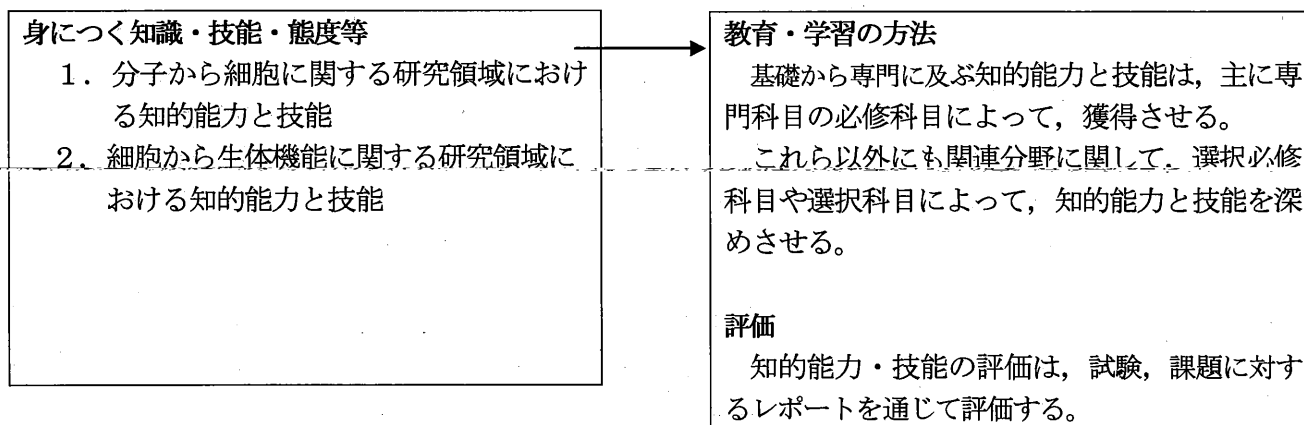 身につく知識・技能・態度等
1．分子から細胞に関する研究領域におけ
る知的能力と技能
2．細胞から生体機能に関する研究領域に
おける知的能力と技能
教育・学習の方法
基礎から専門に及ぶ知的能力と技能は，主に専
門科目の必修科目によって，獲得させる。
これら以外にも関連分野に関して，選択必修
科目や選択科目によって，知的能力と技能を深
めさせる。
評価
知的能力・技能の評価は，試験，課題に対す
るレポートを通じて評価する。